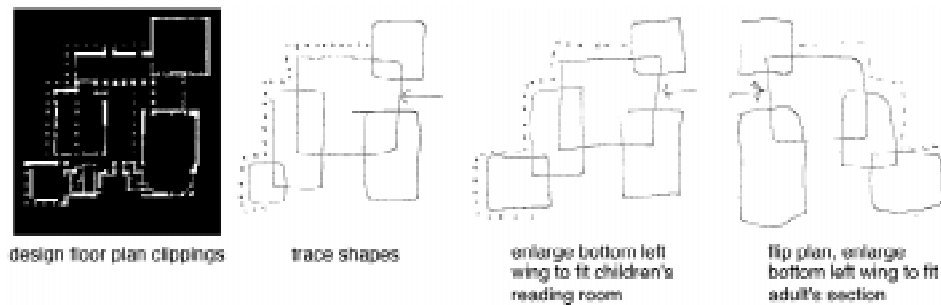 design floor plan clippings
trace shapes
enlarge bottom left
wing to fit children's
reading room
flip plan, enlarge
bottom left wing to fit
adult's section